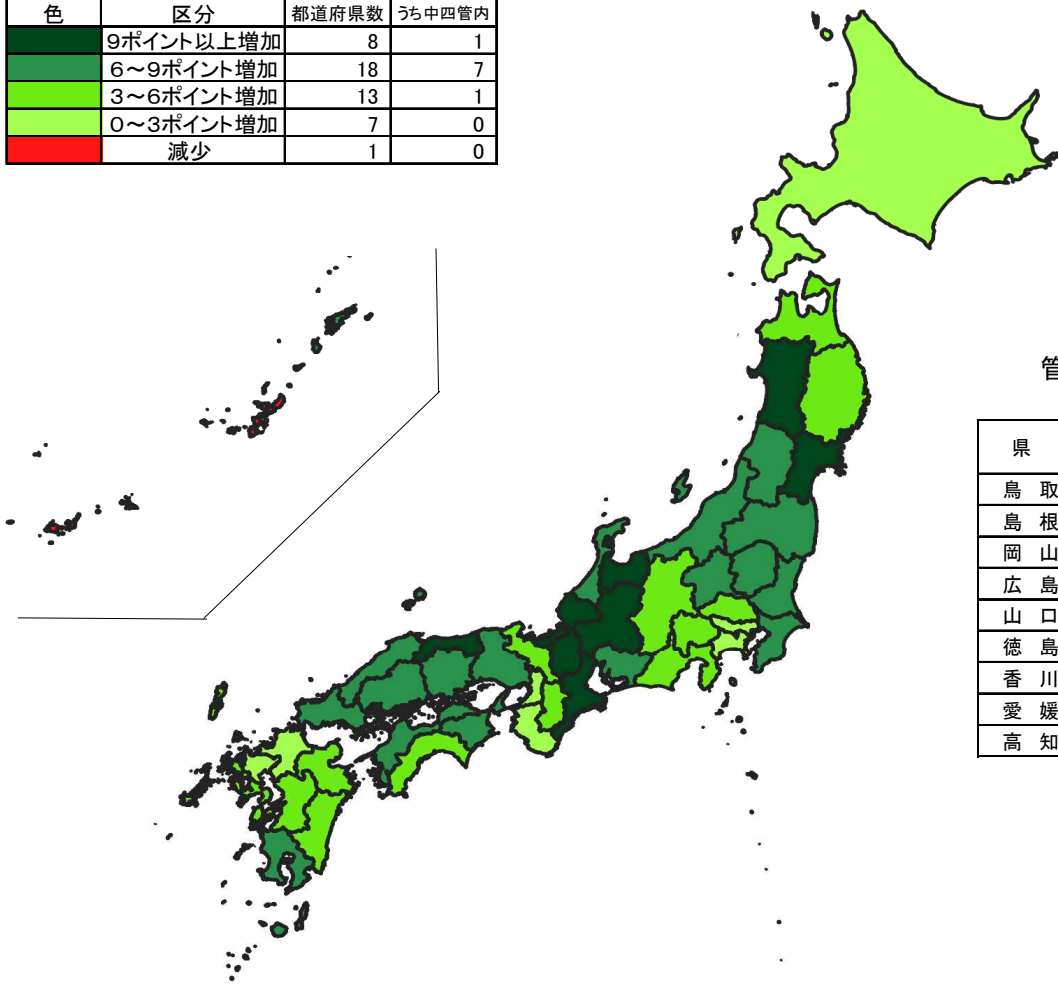 色 区分 都道府県数 うち中四管内
9ポイント以上増加 8 1
6～9ポイント増加 18 7
3～6ポイント増加 13 1
0～3ポイント増加 7 0
減少 1 0
管
県
鳥 取
島 根
岡 山
広 島
山 口
徳 島
香 川
愛 媛
高 知